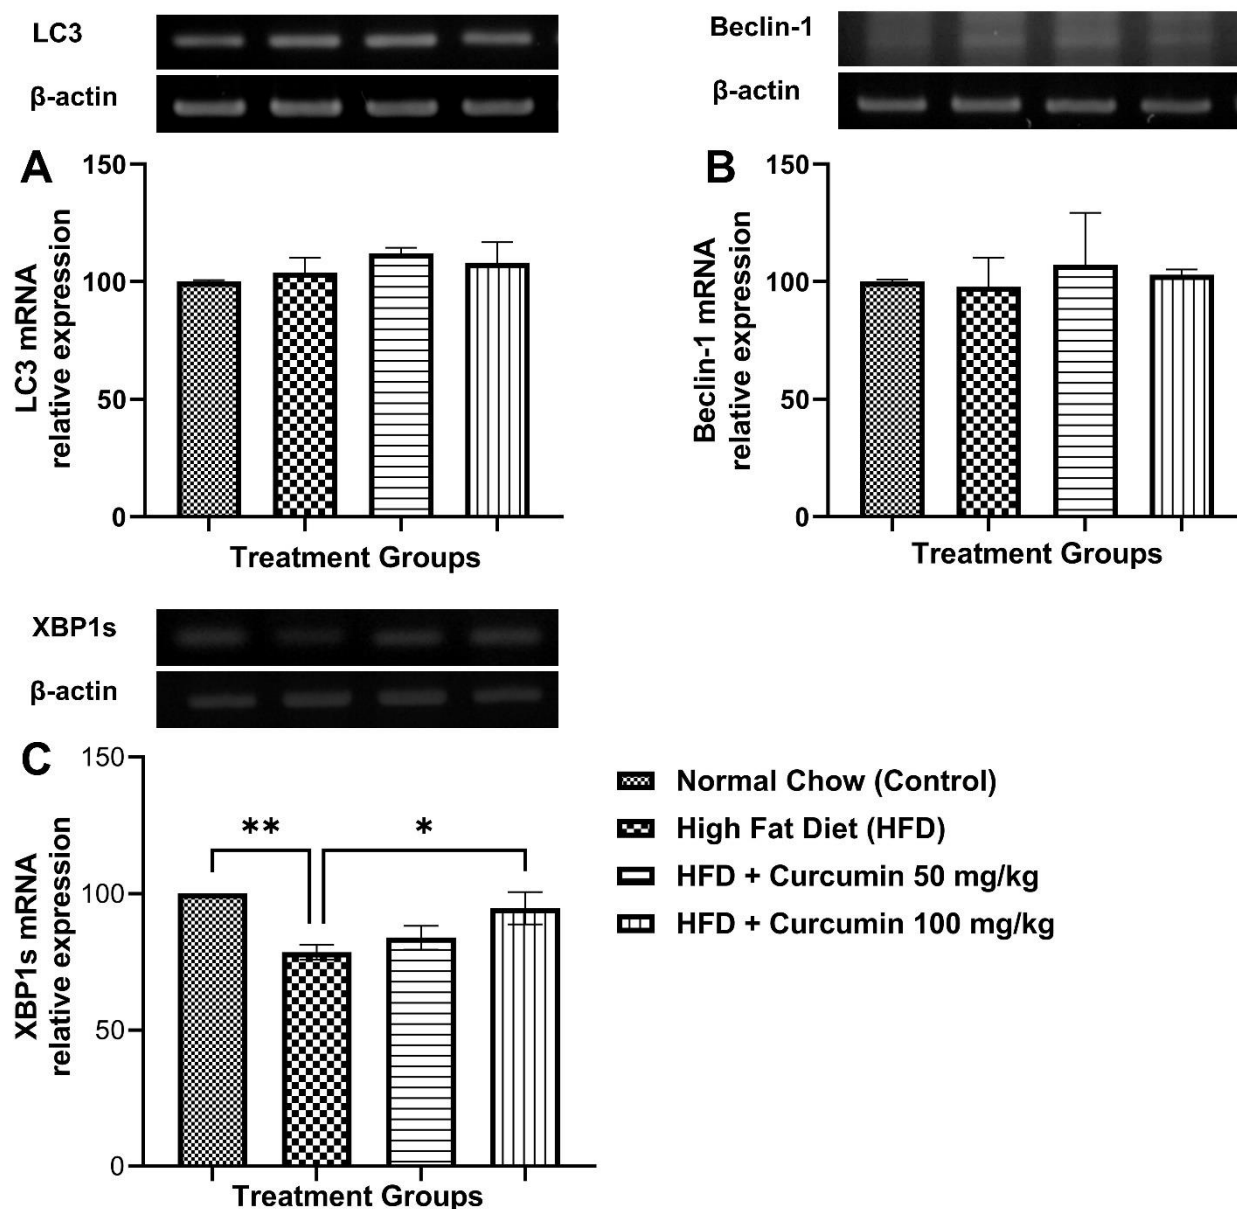 LC3
β-actin
A
150
100
50
0
LC3 mRNA
relative expression
Treatment Groups
Beclin-1
β-actin
B
150
100
50
0
Beclin-1 mRNA
relative expression
Treatment Groups
XBP1s
β-actin
C
150
100
50
0
XBP1s mRNA
relative expression
**
*
Treatment Groups
Normal Chow (Control)
High Fat Diet (HFD)
HFD + Curcumin 50 mg/kg
HFD + Curcumin 100 mg/kg